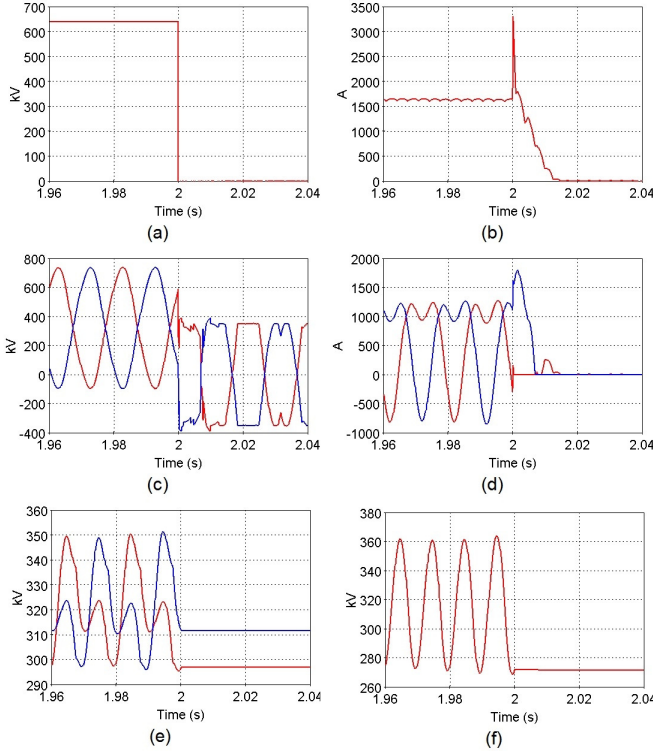 700
600
500
400
300
200
100
0
kV
1.96 1.98 2 2.02 2.04
Time (s)
(a)
3500
3000
2500
2000
1500
1000
500
0
A
1.96 1.98 2 2.02 2.04
Time (s)
(b)
800
600
400
200
0
-200
-400
kV
1.96 1.98 2 2.02 2.04
Time (s)
(c)
2000
1500
1000
500
0
-500
-1000
A
1.96 1.98 2 2.02 2.04
Time (s)
(d)
360
350
340
330
320
310
300
290
kV
1.96 1.98 2 2.02 2.04
Time (s)
(e)
380
360
340
320
300
280
260
kV
1.96 1.98 2 2.02 2.04
Time (s)
(f)